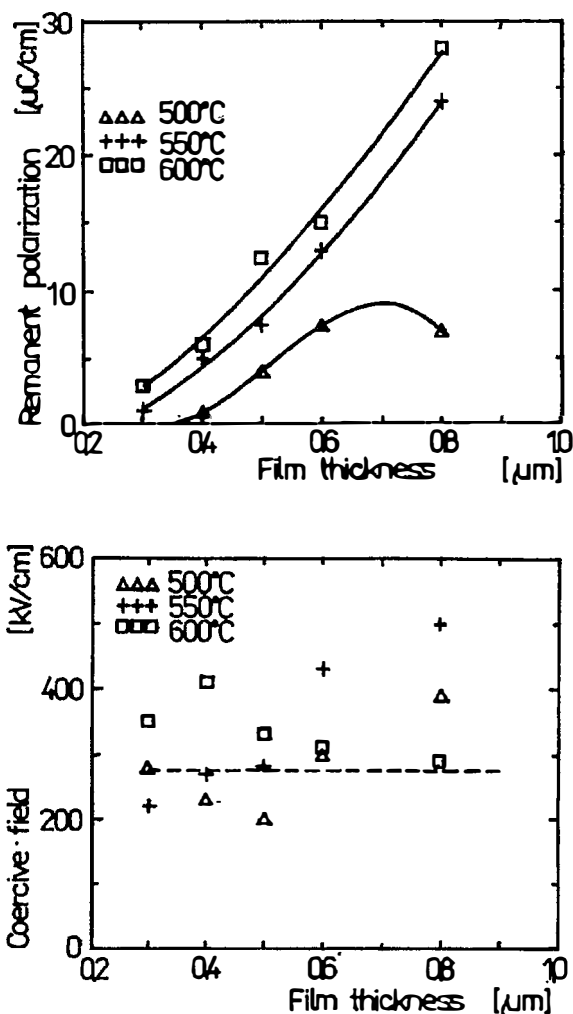 Remanent polarization [μC/cm]
30
20
10
0
△△△ 500°C
+++ 550°C
□□□ 600°C
0,2 0,4 0,6 0,8 1,0
Film thickness [μm]
Coercive·field [kV/cm]
600
400
200
0
△△△ 500°C
+++ 550°C
□□□ 600°C
0,2 0,4 0,6 0,8 1,0
Film thickness [μm]